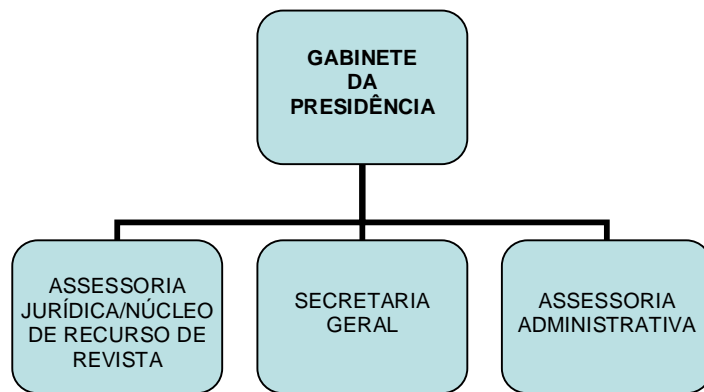 GABINETE
DA
PRESIDÊNCIA
ASSESSORIA
JURÍDICA/NÚCLEO
DE RECURSO DE
REVISTA
SECRETARIA
GERAL
ASSESSORIA
ADMINISTRATIVA